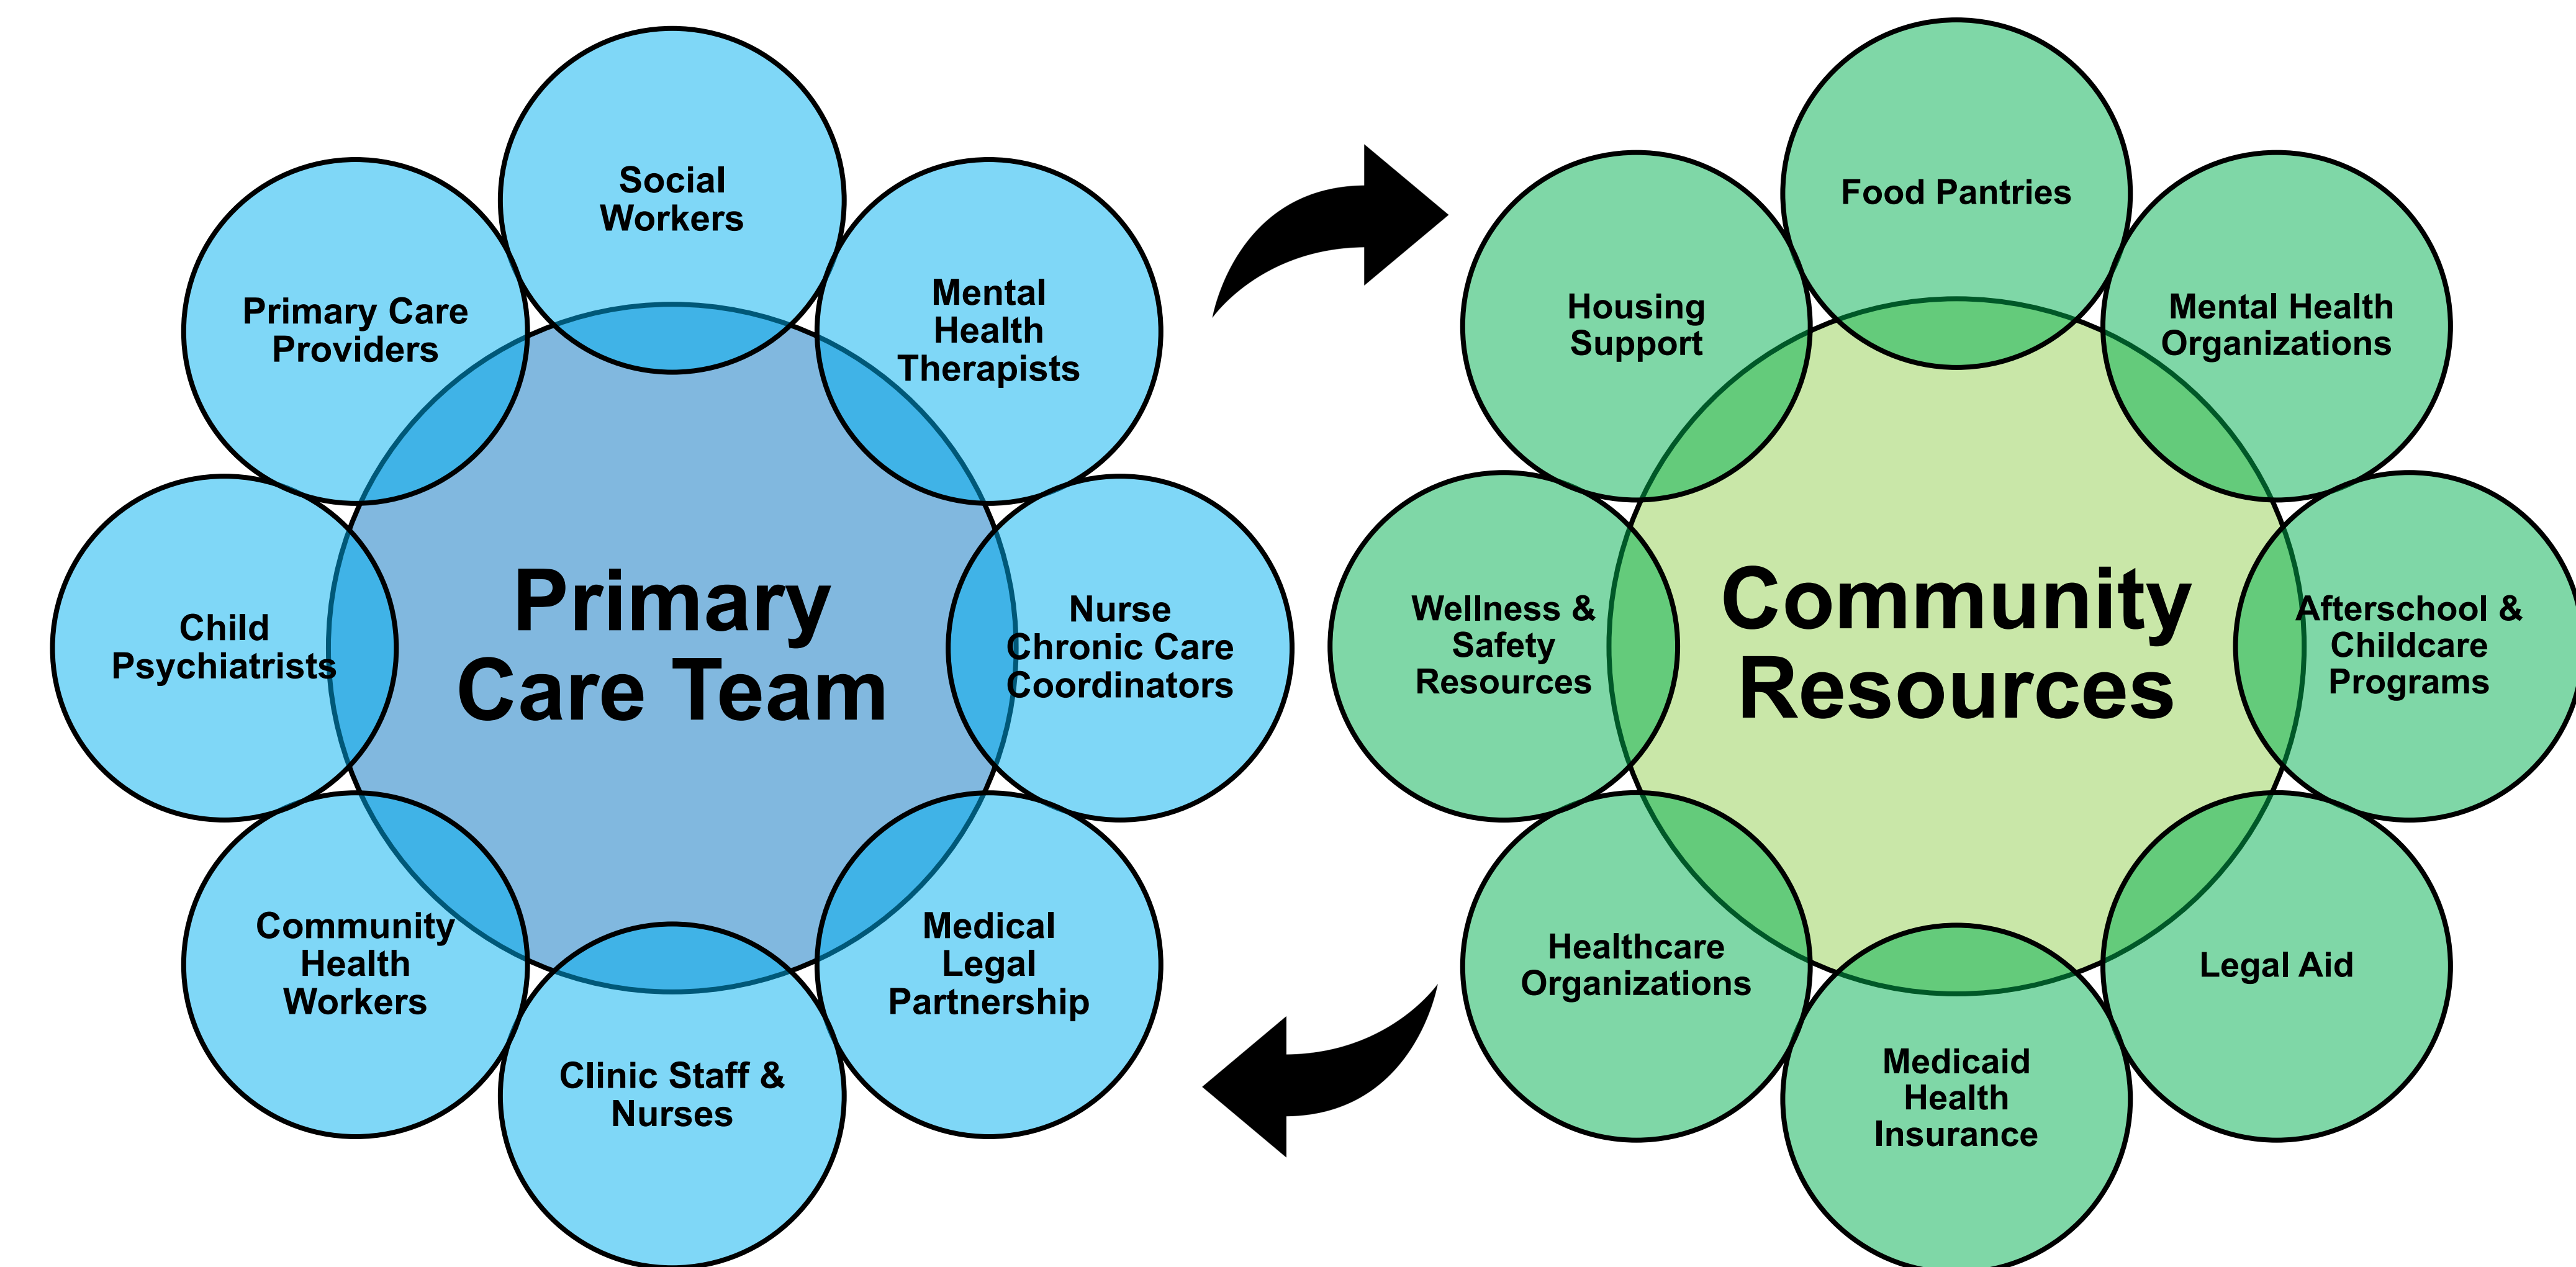 Social
Workers
Primary Care
Providers
Mental
Health
Therapists
Child
Psychiatrists
Primary
Care Team
Nurse
Chronic Care
Coordinators
Community
Health
Workers
Medical
Legal
Partnership
Clinic Staff &
Nurses
Food Pantries
Housing
Support
Mental Health
Organizations
Wellness &
Safety
Resources
Community
Resources
Afterschool &
Childcare
Programs
Healthcare
Organizations
Legal Aid
Medicaid
Health
Insurance